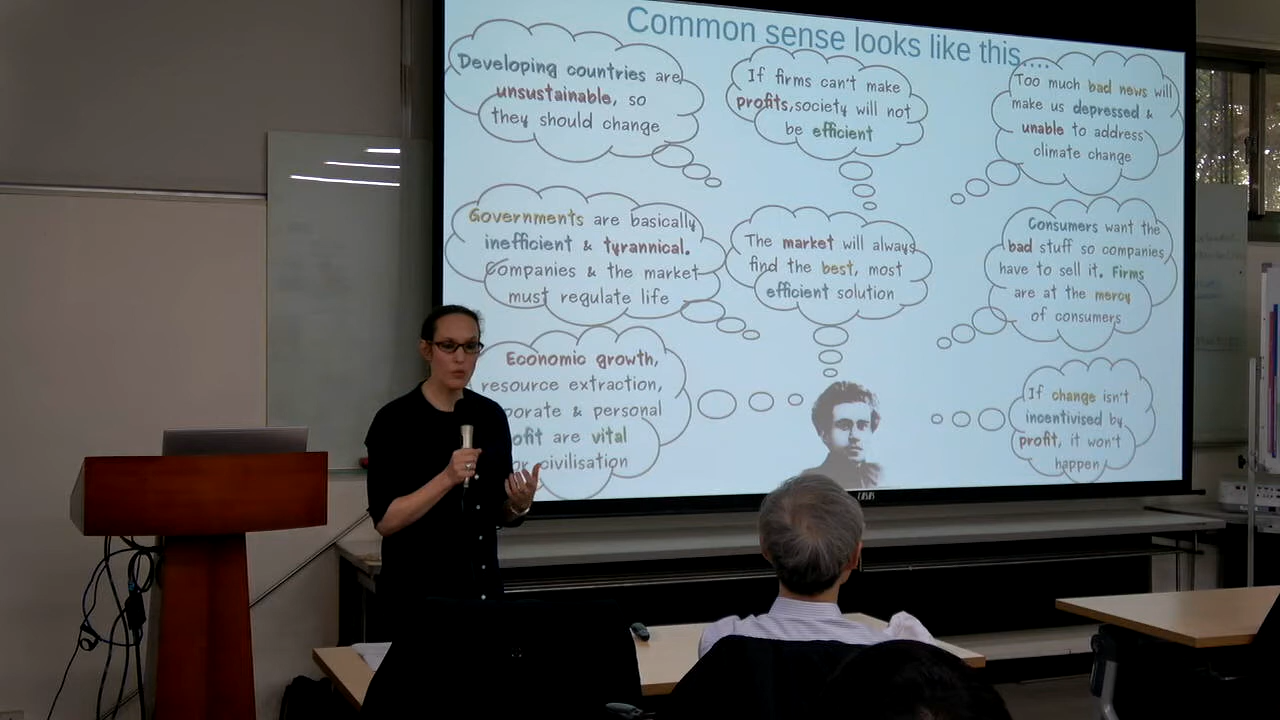 Common sense looks like this....
Developing countries are
unsustainable, so
they should change
If firms can't make
profits,society will not
be efficient
Too much bad news will
make us depressed &
unable to address
climate change
Governments are basically
inefficient & tyrannical.
Companies & the market
must regulate life
The market will always
find the best, most
efficient solution
Consumers want the
bad stuff so companies
have to sell it. Firms
are at the mercy
of consumers
Economic growth,
resource extraction,
& personal
are vital
civilisation
If change isn't
incentivised by
profit, it won't
happen